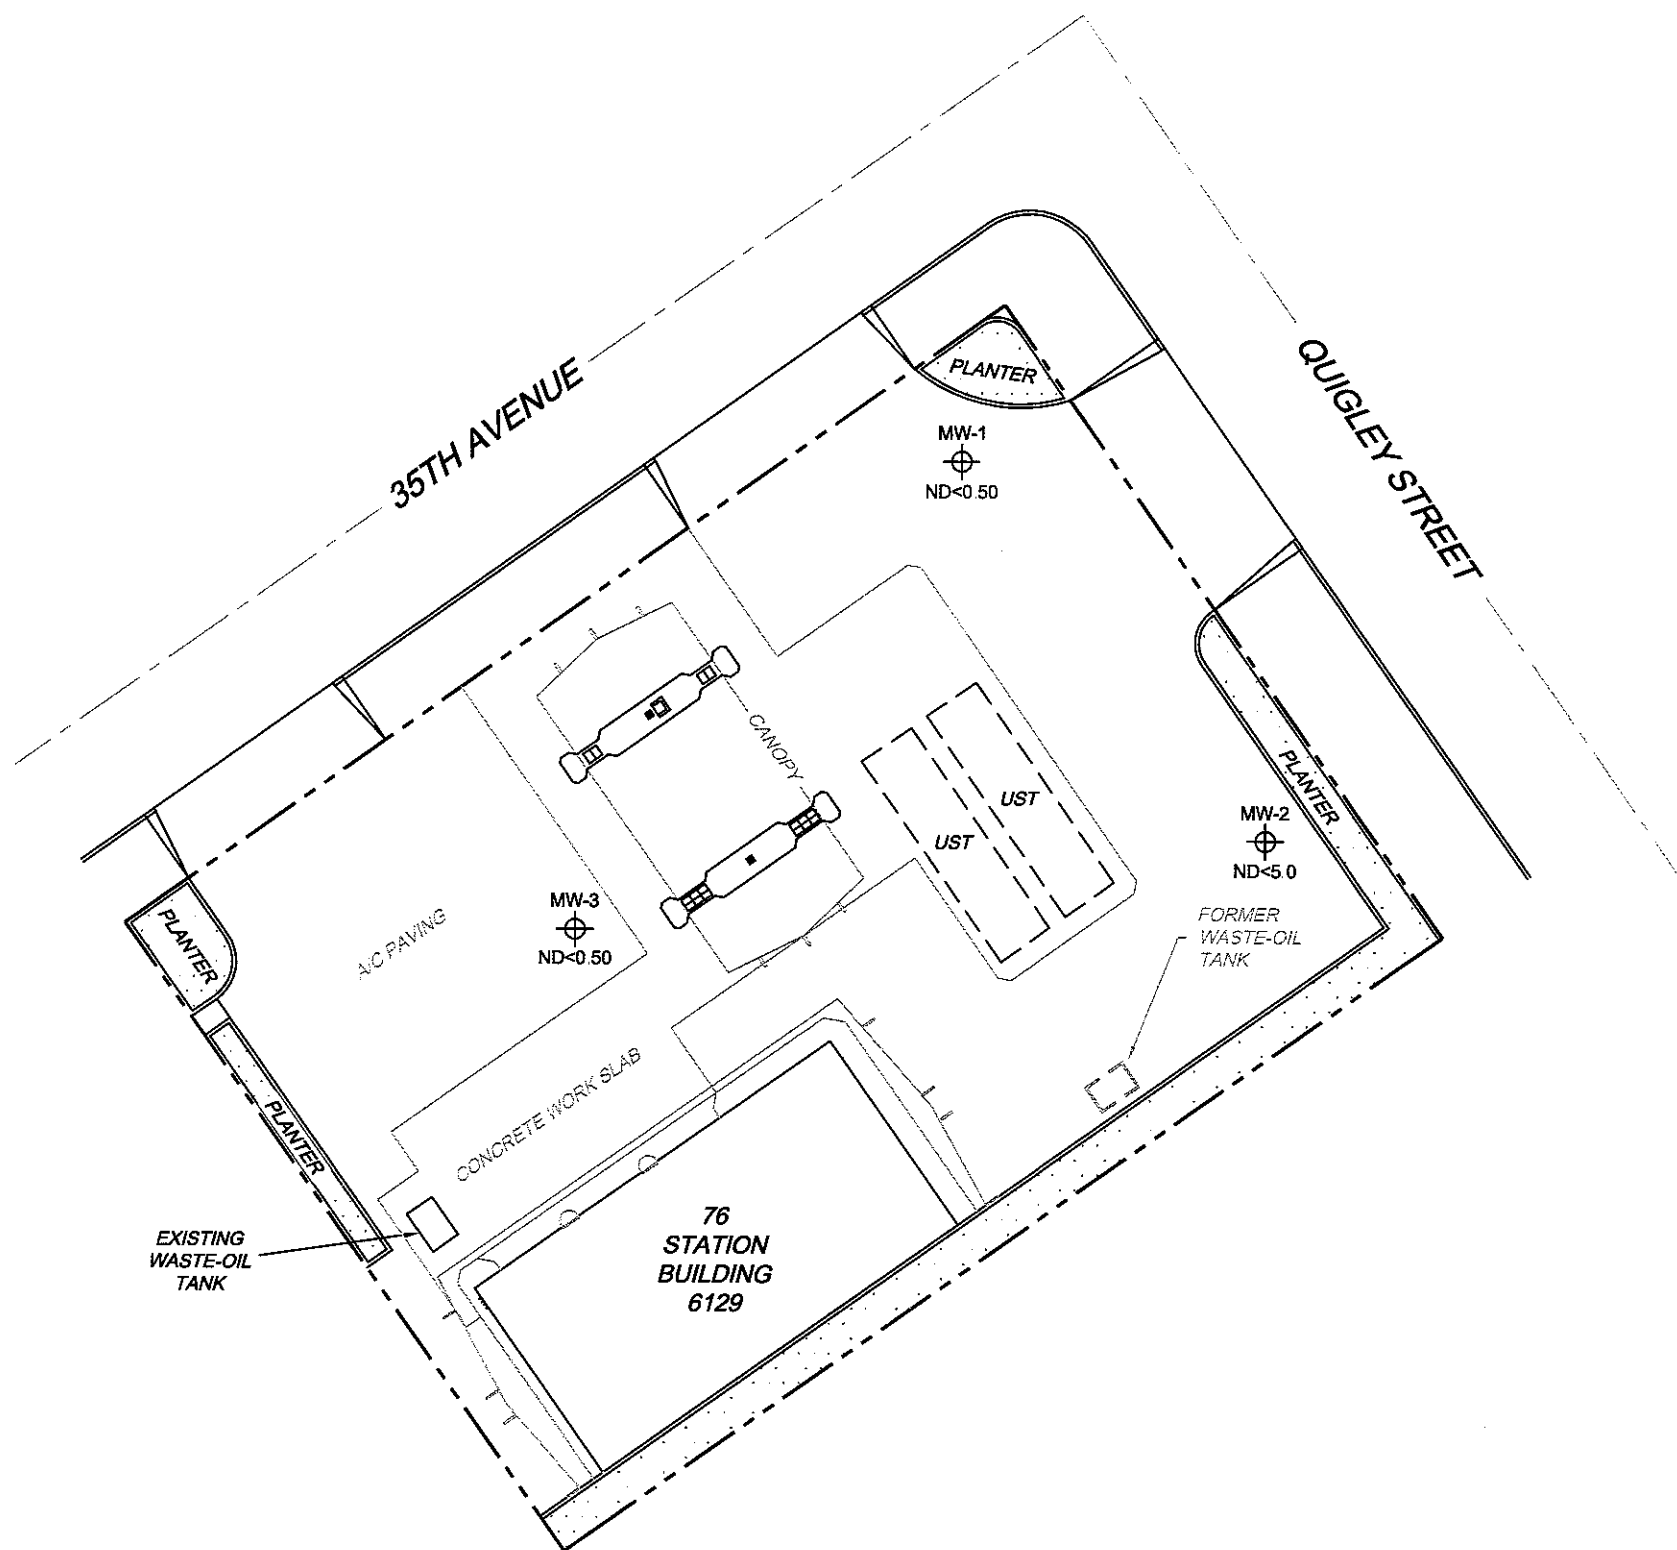 35TH AVENUE
QUIGLEY STREET
PLANTER
MW-1
ND<0.50
CANOPY
UST
UST
PLANTER
MW-2
ND<5.0
FORMER
WASTE-OIL
TANK
MW-3
ND<0.50
A/C PAVING
PLANTER
PLANTER
CONCRETE WORK SLAB
EXISTING
WASTE-OIL
TANK
76
STATION
BUILDING
6129